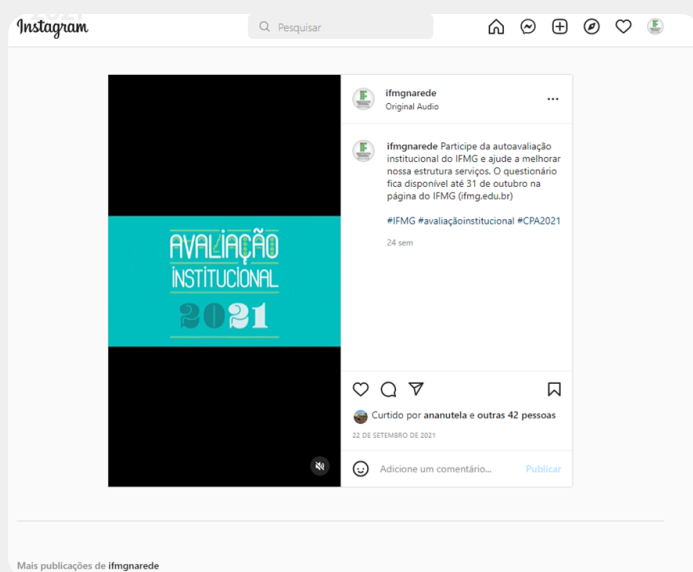 Instagram
Pesquisar
ifmgnarede
Original Audio
ifmgnarede Participe da autoavaliação
institucional do IFMG e ajude a melhorar
nossa estrutura serviços. O questionário
fica disponível até 31 de outubro na
página do IFMG (ifmg.edu.br)
#IFMG #avaliaçãoinstitucional #CPA2021
24 sem
AVALIAÇÃO
INSTITUCIONAL
2021
Curtido por ananutela e outras 42 pessoas
22 DE SETEMBRO DE 2021
Adicione um comentário...
Publicar
Mais publicações de ifmgnarede